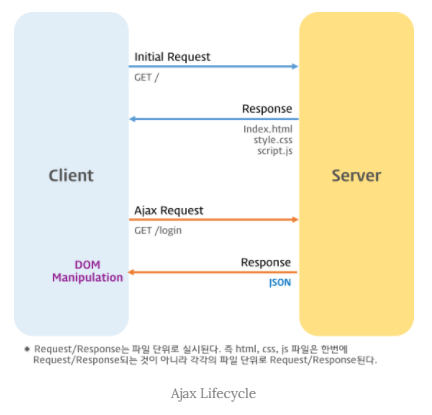 Initial Request
GET /
Response
Index.html
style.css
script.js
Client
Server
Ajax Request
GET /login
DOM
Manipulation
Response
JSON
◆ Request/Response는 파일 단위로 실시된다. 즉 html, css, js 파일은 한번에
Request/Response되는 것이 아니라 각각의 파일 단위로 Request/Response된다.
Ajax Lifecycle